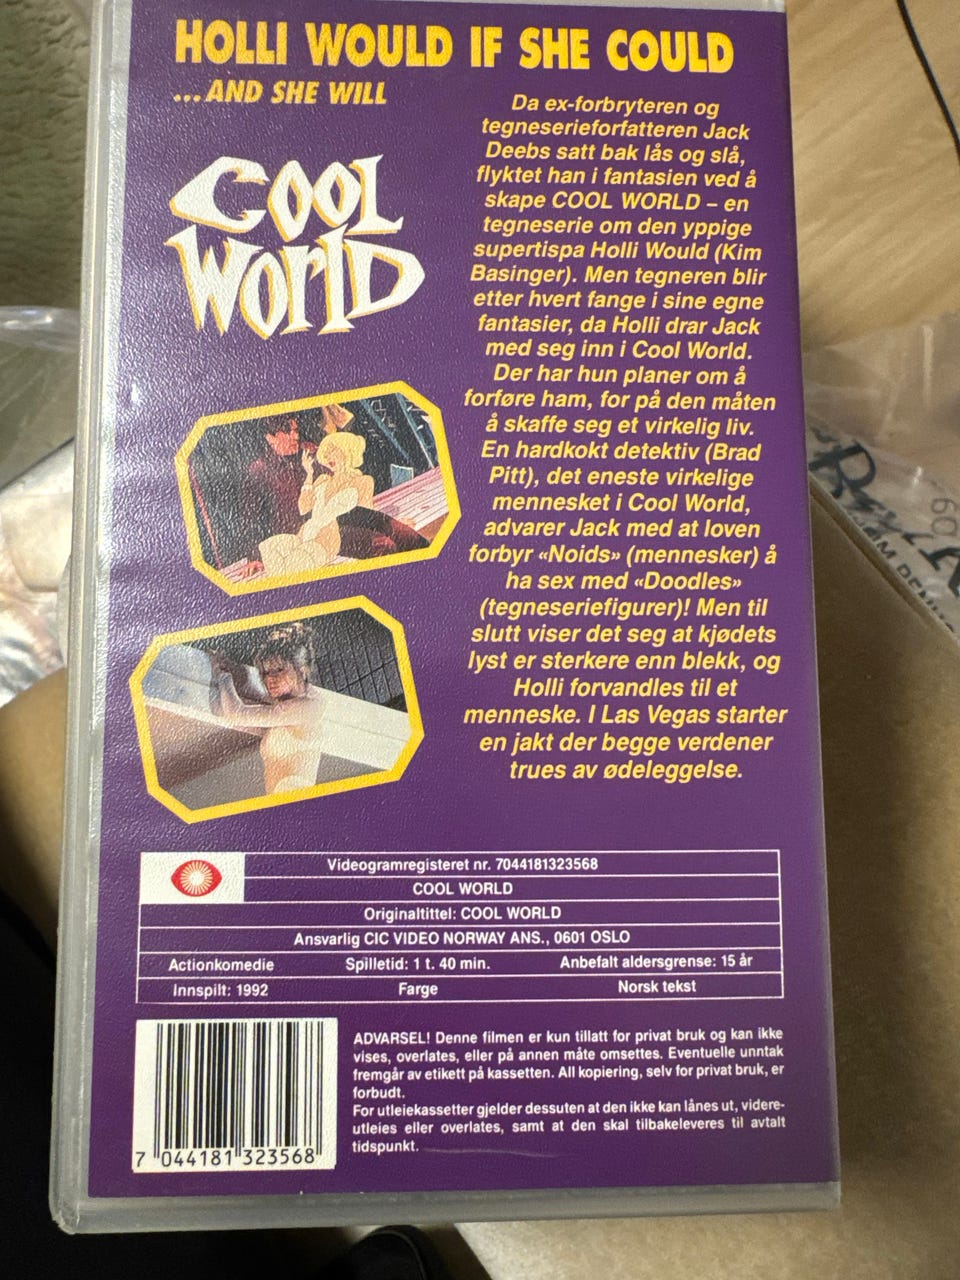 HOLLI WOULD IF SHE COULD
...AND SHE WILL
COOL
WORLD
Da ex-forbryteren og
tegneserieforfatteren Jack
Deebs satt bak lås og slå,
flyktet han i fantasien ved å
skape COOL WORLD – en
tegneserie om den yppige
supertispa Holli Would (Kim
Basinger). Men tegneren blir
etter hvert fange i sine egne
fantasier, da Holli drar Jack
med seg inn i Cool World.
Der har hun planer om å
forføre ham, for på den måten
å skaffe seg et virkelig liv.
En hardkokt detektiv (Brad
Pitt), det eneste virkelige
mennesket i Cool World,
advarer Jack med at loven
forbyr «Noids» (mennesker) å
ha sex med «Doodles»
(tegneseriefigurer)! Men til
slutt viser det seg at kjødets
lyst er sterkere enn blekk, og
Holli forvandles til et
menneske. I Las Vegas starter
en jakt der begge verdener
trues av ødeleggelse.
Videogramregisteret nr. 7044181323568
COOL WORLD
Originaltittel: COOL WORLD
Ansvarlig CIC VIDEO NORWAY ANS., 0601 OSLO
Actionkomedie Spilletid: 1 t. 40 min. Anbefalt aldersgrense: 15 år
Innspilt: 1992 Farge Norsk tekst
ADVARSEL! Denne filmen er kun tillatt for privat bruk og kan ikke
vises, overlates, eller på annen måte omsettes. Eventuelle unntak
fremgår av etikett på kassetten. All kopiering, selv for privat bruk, er
forbudt.
For utleiekassetter gjelder dessuten at den ikke kan lånes ut, videre-
utleies eller overlates, samt at den skal tilbakeleveres til avtalt
tidspunkt.
7 044181 323568